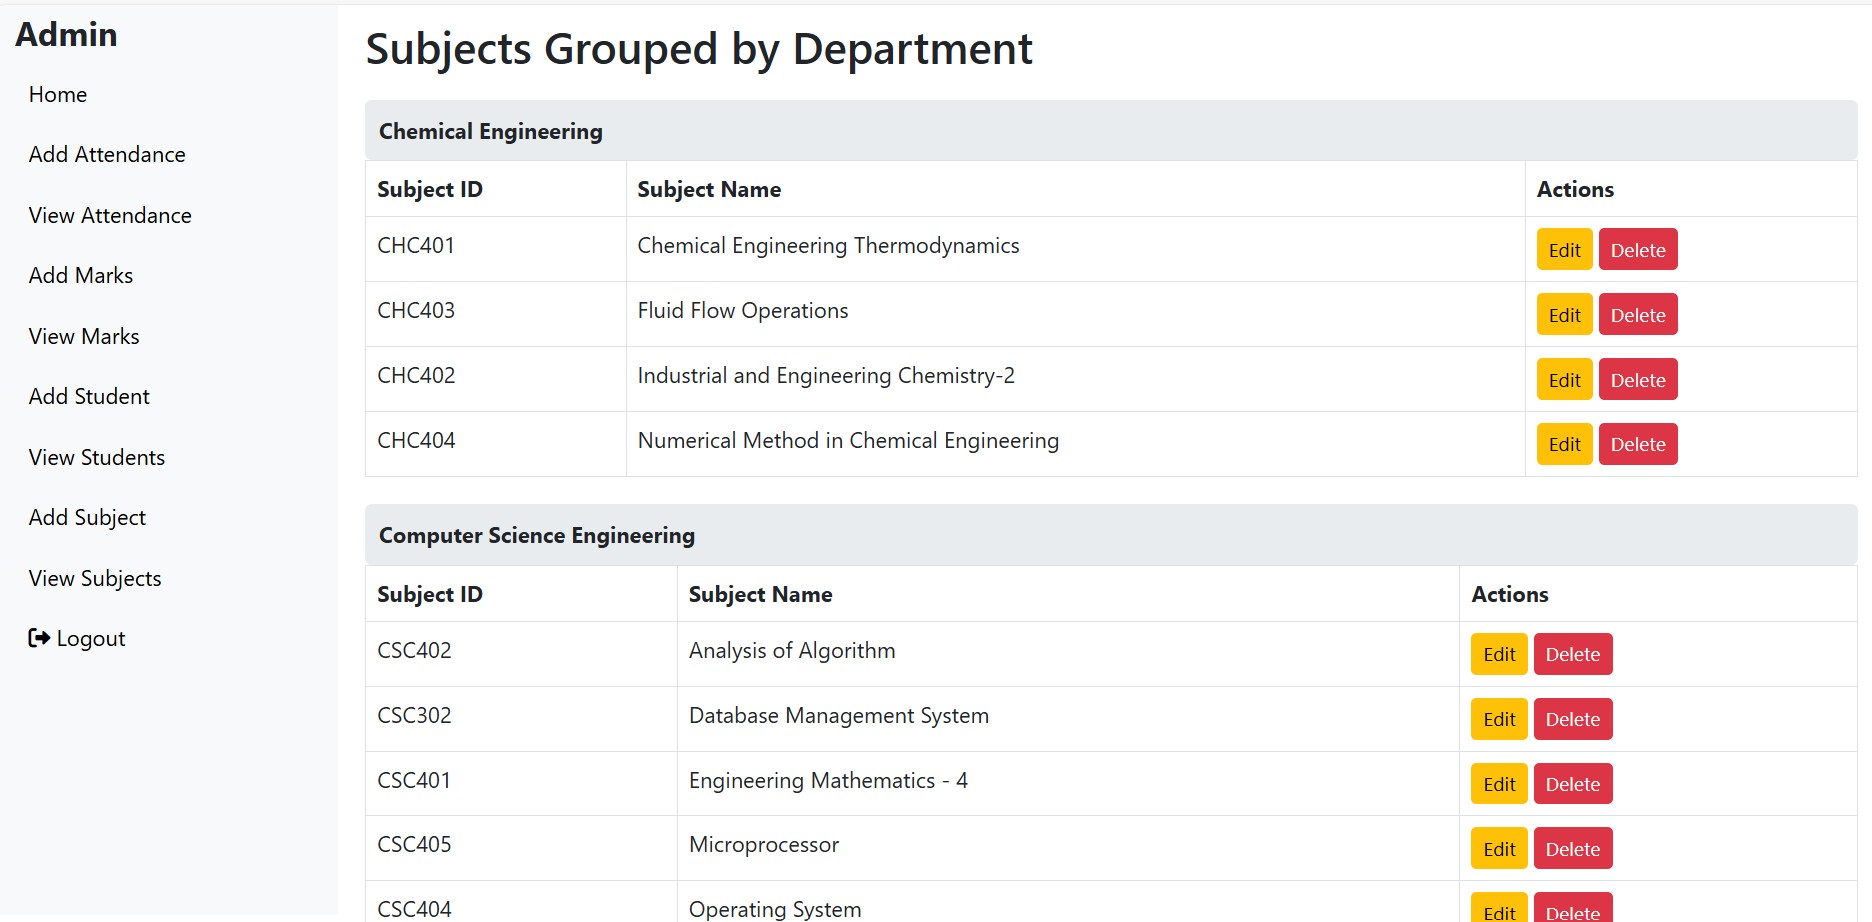 Admin
Home
Add Attendance
View Attendance
Add Marks
View Marks
Add Student
View Students
Add Subject
View Subjects
Logout
Subjects Grouped by Department
Chemical Engineering
Subject ID Subject Name Actions
CHC401 Chemical Engineering Thermodynamics Edit Delete
CHC403 Fluid Flow Operations Edit Delete
CHC402 Industrial and Engineering Chemistry-2 Edit Delete
CHC404 Numerical Method in Chemical Engineering Edit Delete
Computer Science Engineering
Subject ID Subject Name Actions
CSC402 Analysis of Algorithm Edit Delete
CSC302 Database Management System Edit Delete
CSC401 Engineering Mathematics - 4 Edit Delete
CSC405 Microprocessor Edit Delete
CSC404 Operating System Edit Delete